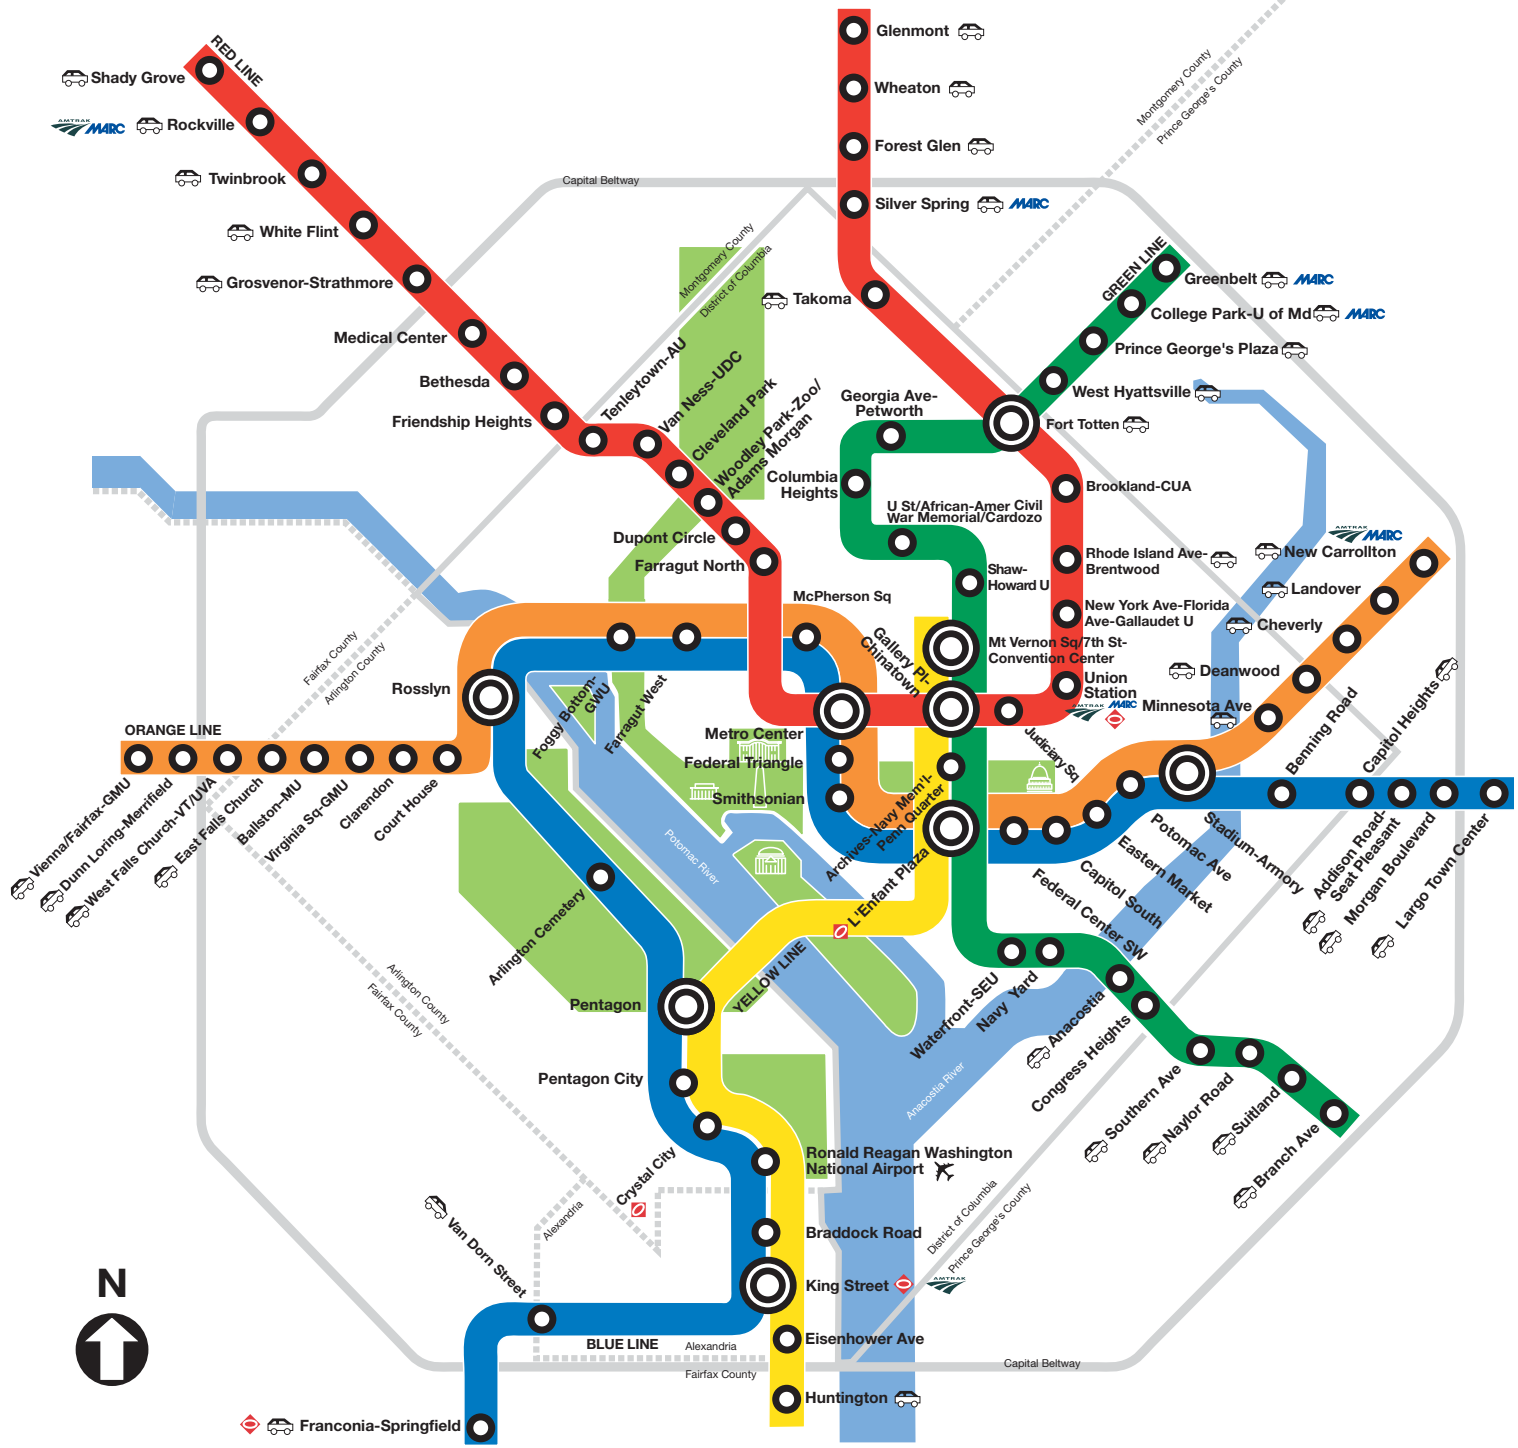 RED LINE
Shady Grove
AMTRAK
MARC
Rockville
Twinbrook
White Flint
Grosvenor-Strathmore
Medical Center
Bethesda
Friendship Heights
Tenleytown-AU
Van Ness-UDC
Cleveland Park
Woodley Park-Zoo/
Adams Morgan
Dupont Circle
Farragut North
Capital Beltway
Montgomery County
District of Columbia
Glenmont
Wheaton
Forest Glen
Silver Spring
MARC
Takoma
Montgomery County
Prince George's County
GREEN LINE
Greenbelt
MARC
College Park-U of Md
MARC
Prince George's Plaza
West Hyattsville
Fort Totten
Georgia Ave-
Petworth
Columbia
Heights
U St/African-Amer Civil
War Memorial/Cardozo
Shaw-
Howard U
Brookland-CUA
Rhode Island Ave-
Brentwood
New York Ave-Florida
Ave-Gallaudet U
Mt Vernon Sq/7th St-
Convention Center
Union
Station
AMTRAK
MARC
Gallery Pl-
Chinatown
Judiciary Sq
McPherson Sq
Metro Center
Federal Triangle
Smithsonian
AMTRAK
MARC
New Carrollton
Landover
Cheverly
Deanwood
Minnesota Ave
Benning Road
Capitol Heights
Addison Road-
Seat Pleasant
Morgan Boulevard
Largo Town Center
Stadium-Armory
Potomac Ave
Eastern Market
Capitol South
Federal Center SW
Fairfax County
Arlington County
Rosslyn
Foggy Bottom-
GWU
Farragut West
ORANGE LINE
Vienna/Fairfax-GMU
Dunn Loring-Merrifield
West Falls Church-VT/UVA
East Falls Church
Ballston-MU
Virginia Sq-GMU
Clarendon
Court House
Archives-Navy Mem'l-
Penn Quarter
L'Enfant Plaza
Potomac River
Arlington Cemetery
Pentagon
YELLOW LINE
Arlington County
Fairfax County
Waterfront-SEU
Navy Yard
Anacostia
Congress Heights
Southern Ave
Naylor Road
Suitland
Branch Ave
Anacostia River
Pentagon City
Crystal City
Ronald Reagan Washington
National Airport
Alexandria
District of Columbia
Prince George's County
Braddock Road
King Street
AMTRAK
Van Dorn Street
BLUE LINE
Alexandria
Fairfax County
Eisenhower Ave
Capital Beltway
Huntington
Franconia-Springfield
N